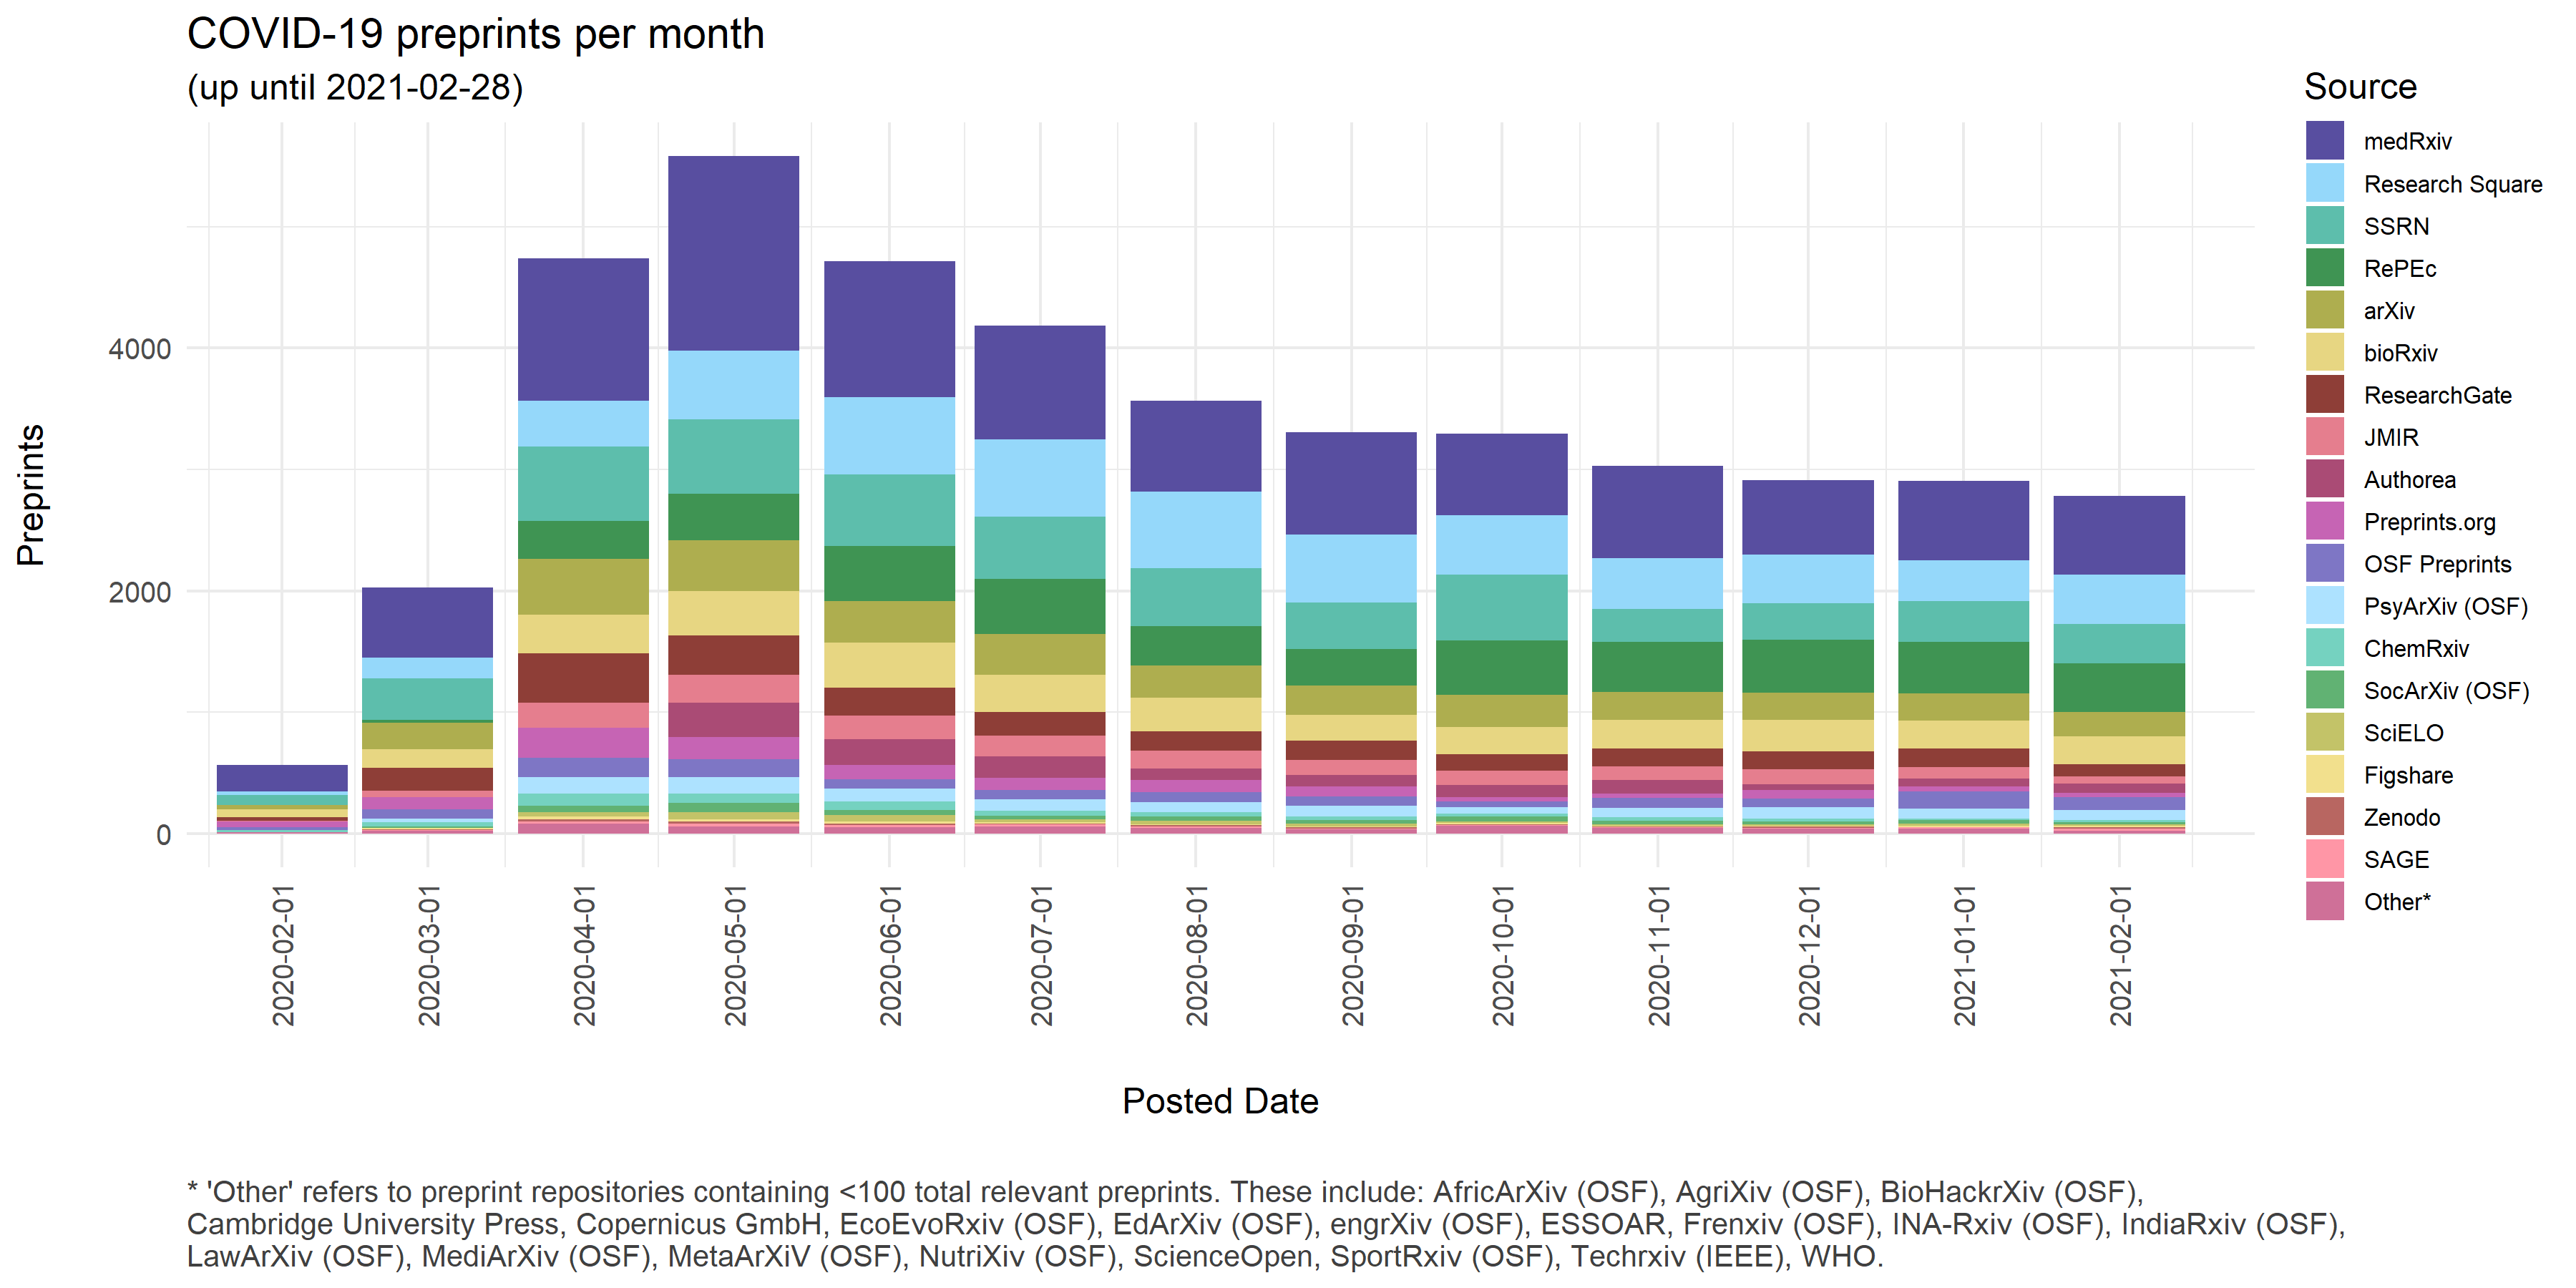 COVID-19 preprints per month
(up until 2021-02-28)
Preprints
4000
2000
0
2020-02-01
2020-03-01
2020-04-01
2020-05-01
2020-06-01
2020-07-01
2020-08-01
2020-09-01
2020-10-01
2020-11-01
2020-12-01
2021-01-01
2021-02-01
Posted Date
Source
medRxiv
Research Square
SSRN
RePEc
arXiv
bioRxiv
ResearchGate
JMIR
Authorea
Preprints.org
OSF Preprints
PsyArXiv (OSF)
ChemRxiv
SocArXiv (OSF)
SciELO
Figshare
Zenodo
SAGE
Other*
* 'Other' refers to preprint repositories containing <100 total relevant preprints. These include: AfricArXiv (OSF), AgriXiv (OSF), BioHackrXiv (OSF),
Cambridge University Press, Copernicus GmbH, EcoEvoRxiv (OSF), EdArXiv (OSF), engrXiv (OSF), ESSOAR, Frenxiv (OSF), INA-Rxiv (OSF), IndiaRxiv (OSF),
LawArXiv (OSF), MediArXiv (OSF), MetaArXiV (OSF), NutriXiv (OSF), ScienceOpen, SportRxiv (OSF), Techrxiv (IEEE), WHO.